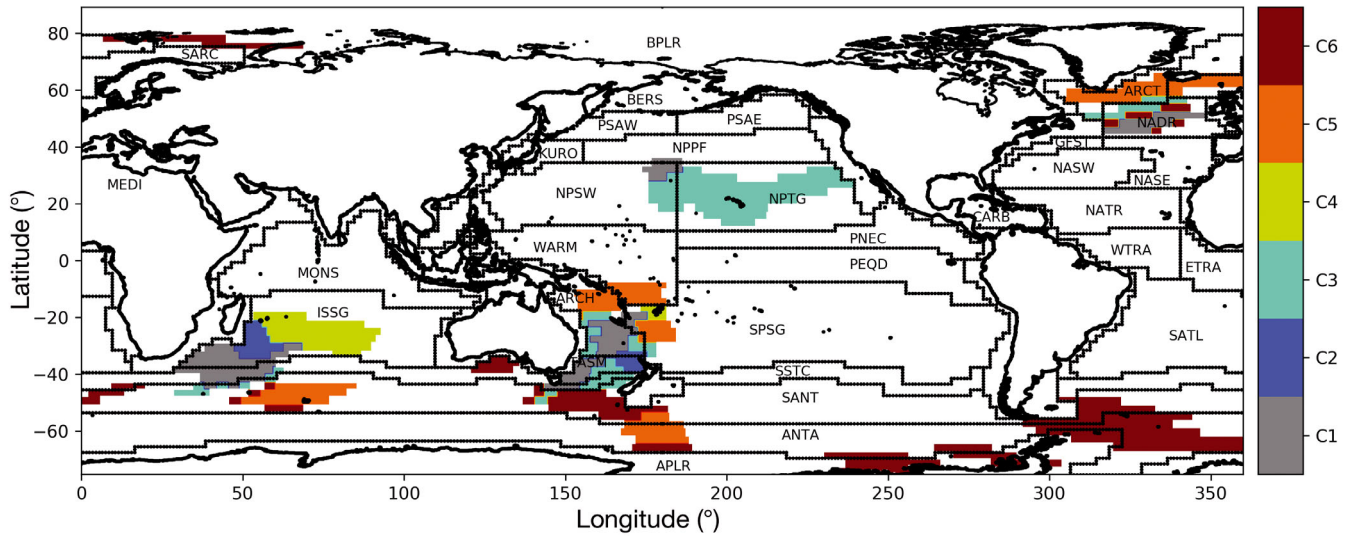 80
60
40
20
0
−20
−40
−60
Latitude (°)
0
50
100
150
200
250
300
350
Longitude (°)
SARC
BPLR
ARCT
BERS
PSAW
PSAE
NADR
KURO
NPPF
GFST
NASW
MEDI
NPSW
NPTG
NASE
NATR
CARB
WARM
PNEC
WTRA
MONS
PEQD
ETRA
ARCH
ISSG
SPSG
SATL
TASM
SSTC
SANT
ANTA
APLR
C6
C5
C4
C3
C2
C1